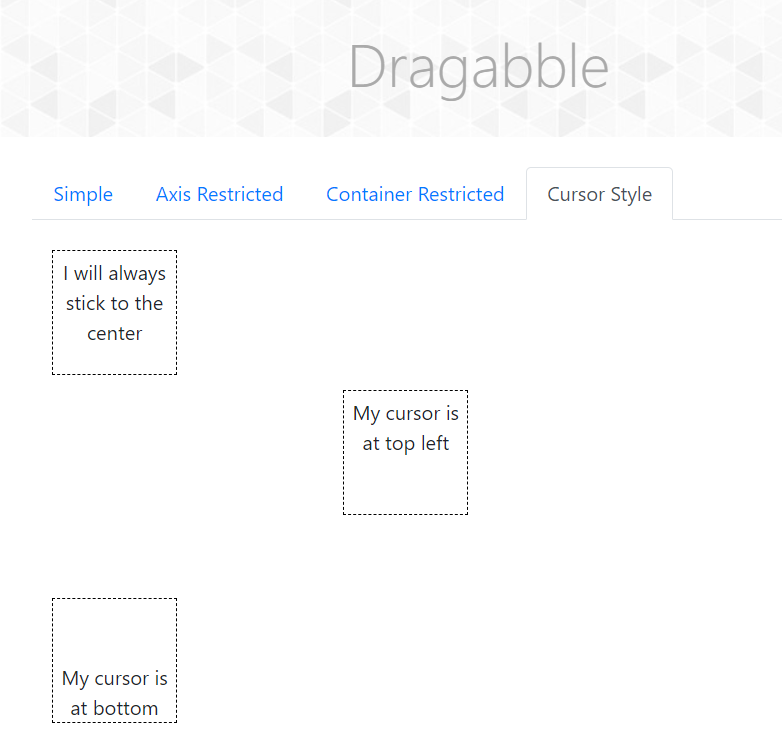 Dragabble
Simple Axis Restricted Container Restricted Cursor Style
I will always
stick to the
center
My cursor is
at top left
My cursor is
at bottom